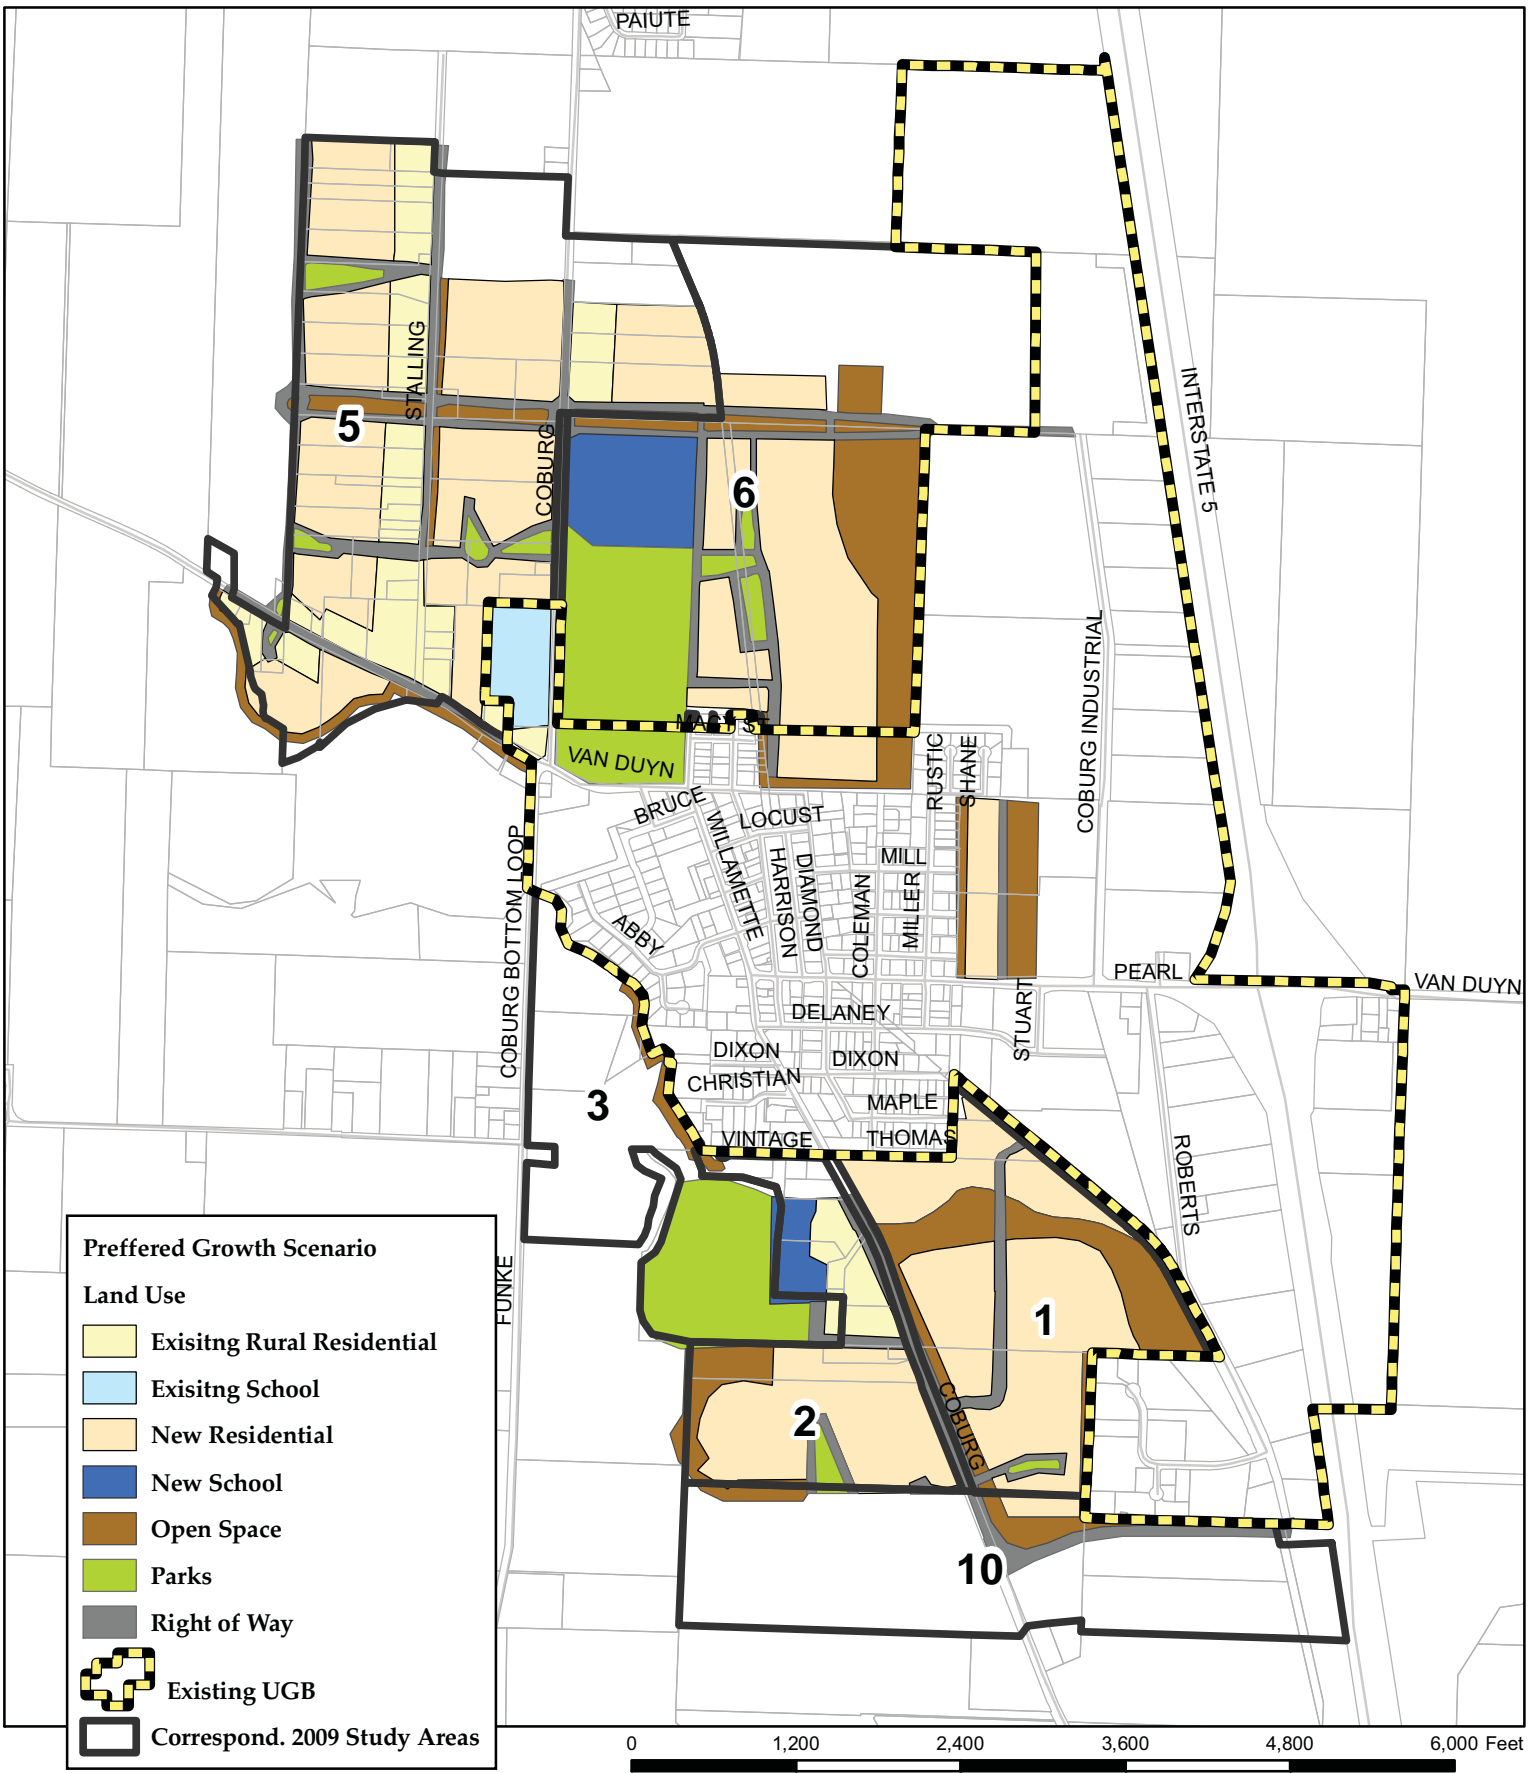 PAIUTE
STALLING
INTERSTATE 5
5
COBURG
6
COBURG INDUSTRIAL
MACY ST
VAN DUYN
RUSTIC
SHANE
BRUCE
LOCUST
WILLAMETTE
HARRISON
DIAMOND
MILL
COLEMAN
MILLER
COBURG BOTTOM LOOP
ABBY
PEARL
VAN DUYN
DELANEY
STUART
DIXON
DIXON
CHRISTIAN
MAPLE
3
VINTAGE
THOMAS
ROBERTS
FUNKE
1
2
COBURG
10
Preffered Growth Scenario
Land Use
Exisitng Rural Residential
Exisitng School
New Residential
New School
Open Space
Parks
Right of Way
Existing UGB
Correspond. 2009 Study Areas
0 1,200 2,400 3,600 4,800 6,000 Feet